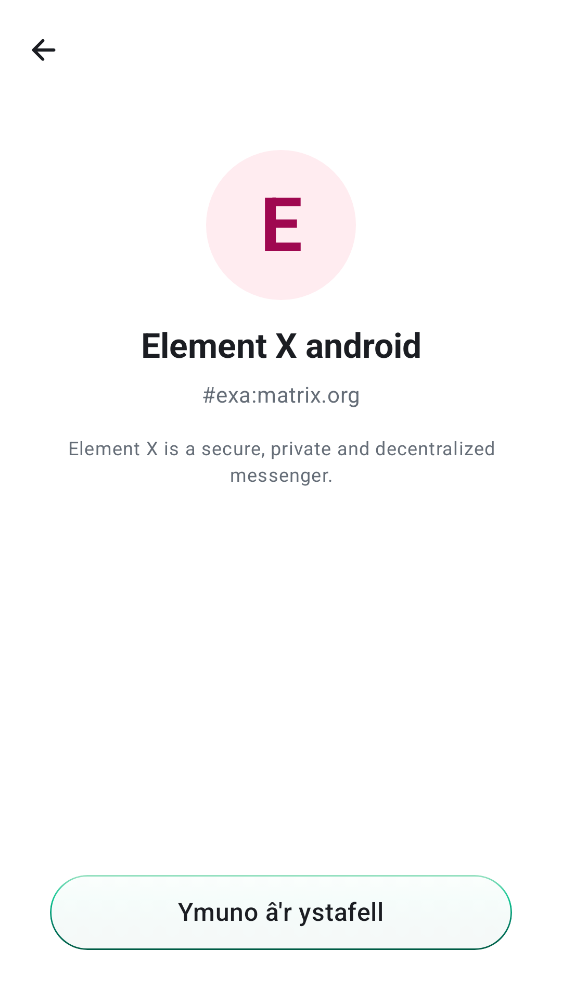 E
Element X android
#exa:matrix.org
Element X is a secure, private and decentralized
messenger.
Ymuno â'r ystafell